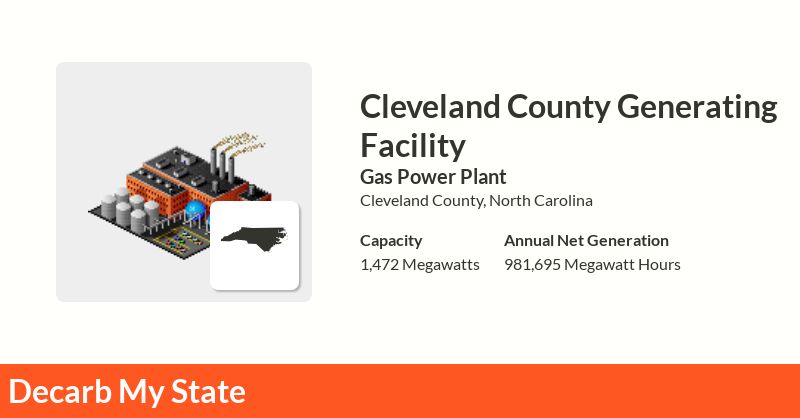 Cleveland County Generating
Facility
Gas Power Plant
Cleveland County, North Carolina
Capacity
1,472 Megawatts
Annual Net Generation
981,695 Megawatt Hours
Decarb My State